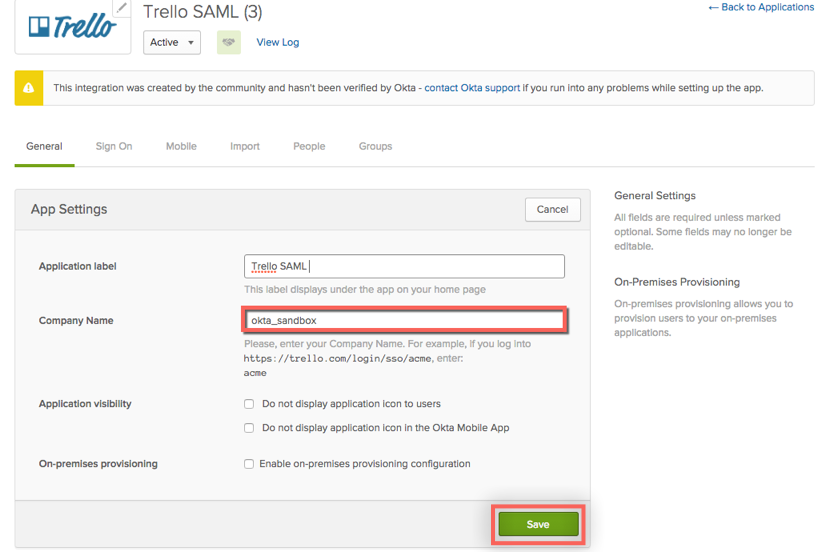 Trello
Trello SAML (3)
← Back to Applications
Active
View Log
This integration was created by the community and hasn't been verified by Okta - contact Okta support if you run into any problems while setting up the app.
General Sign On Mobile Import People Groups
App Settings
Cancel
Application label
Trello SAML
This label displays under the app on your home page
Company Name
okta_sandbox
Please, enter your Company Name. For example, if you log into
https://trello.com/login/sso/acme, enter:
acme
Application visibility
Do not display application icon to users
Do not display application icon in the Okta Mobile App
On-premises provisioning
Enable on-premises provisioning configuration
Save
General Settings
All fields are required unless marked
optional. Some fields may no longer be
editable.
On-Premises Provisioning
On-premises provisioning allows you to
provision users to your on-premises
applications.